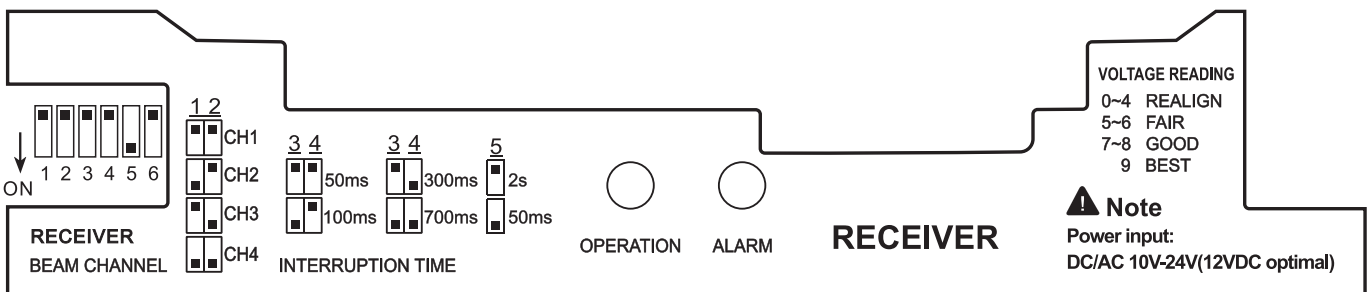 ON
1 2 3 4 5 6
RECEIVER
BEAM CHANNEL
1 2
CH1
CH2
CH3
CH4
3 4
50ms
100ms
3 4
300ms
700ms
5
2s
50ms
INTERRUPTION TIME
OPERATION
ALARM
RECEIVER
VOLTAGE READING
0~4 REALIGN
5~6 FAIR
7~8 GOOD
9 BEST
Note
Power input:
DC/AC 10V-24V(12VDC optimal)